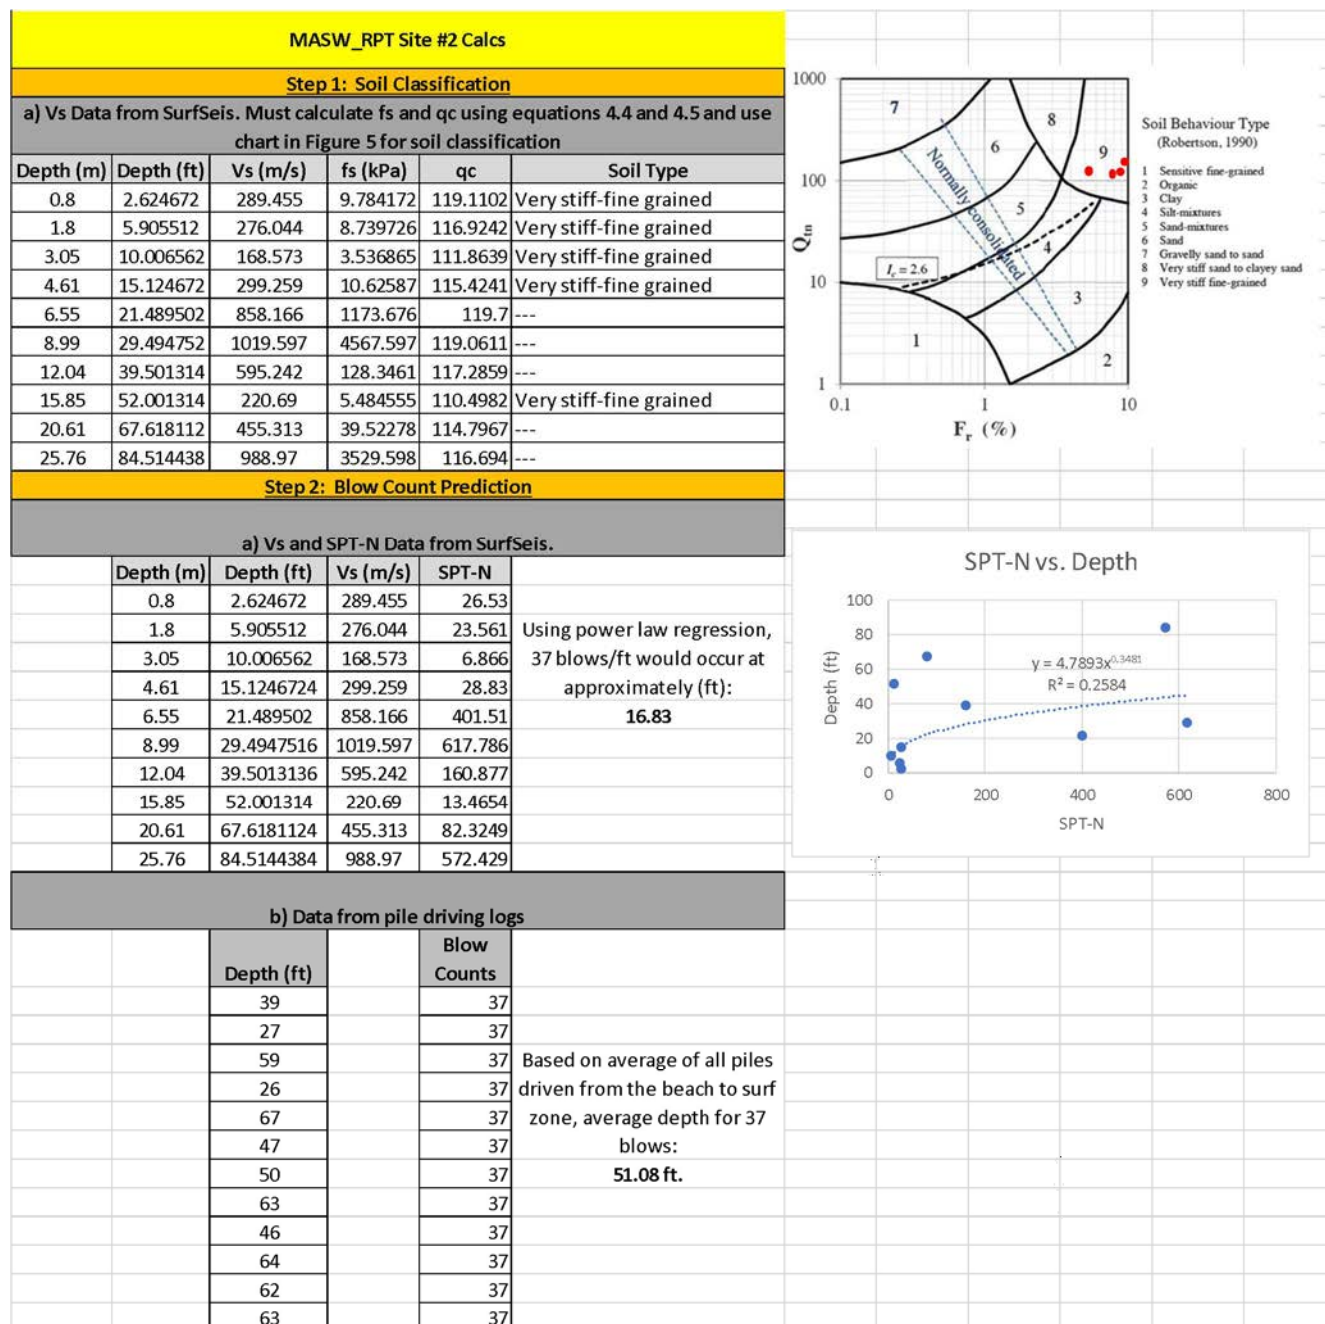 MASW_RPT Site #2 Calcs
Step 1: Soil Classification
a) Vs Data from SurfSeis. Must calculate fs and qc using equations 4.4 and 4.5 and use
chart in Figure 5 for soil classification
Depth (m) Depth (ft) Vs (m/s) fs (kPa) qc Soil Type
0.8 2.624672 289.455 9.784172 119.1102 Very stiff-fine grained
1.8 5.905512 276.044 8.739726 116.9242 Very stiff-fine grained
3.05 10.006562 168.573 3.536865 111.8639 Very stiff-fine grained
4.61 15.124672 299.259 10.62587 115.4241 Very stiff-fine grained
6.55 21.489502 858.166 1173.676 119.7 ---
8.99 29.494752 1019.597 4567.597 119.0611 ---
12.04 39.501314 595.242 128.3461 117.2859 ---
15.85 52.001314 220.69 5.484555 110.4982 Very stiff-fine grained
20.61 67.618112 455.313 39.52278 114.7967 ---
25.76 84.514438 988.97 3529.598 116.694 ---
1000
100
10
1
Qtn
0.1 1 10
Fr (%)
7
8
6
9
5
4
3
1
2
Normally consolidated
Ic = 2.6
Soil Behaviour Type
(Robertson, 1990)
1 Sensitive fine-grained
2 Organic
3 Clay
4 Silt-mixtures
5 Sand-mixtures
6 Sand
7 Gravelly sand to sand
8 Very stiff sand to clayey sand
9 Very stiff fine-grained
Step 2: Blow Count Prediction
a) Vs and SPT-N Data from SurfSeis.
Depth (m) Depth (ft) Vs (m/s) SPT-N
0.8 2.624672 289.455 26.53
1.8 5.905512 276.044 23.561
3.05 10.006562 168.573 6.866
4.61 15.1246724 299.259 28.83
6.55 21.489502 858.166 401.51
8.99 29.4947516 1019.597 617.786
12.04 39.5013136 595.242 160.877
15.85 52.001314 220.69 13.4654
20.61 67.6181124 455.313 82.3249
25.76 84.5144384 988.97 572.429
Using power law regression,
37 blows/ft would occur at
approximately (ft):
16.83
SPT-N vs. Depth
100
80
60
40
20
0
Depth (ft)
y = 4.7893x^0.3481
R² = 0.2584
0 200 400 600 800
SPT-N
b) Data from pile driving logs
Depth (ft) Blow
Counts
39 37
27 37
59 37
26 37
67 37
47 37
50 37
63 37
46 37
64 37
62 37
63 37
Based on average of all piles
driven from the beach to surf
zone, average depth for 37
blows:
51.08 ft.